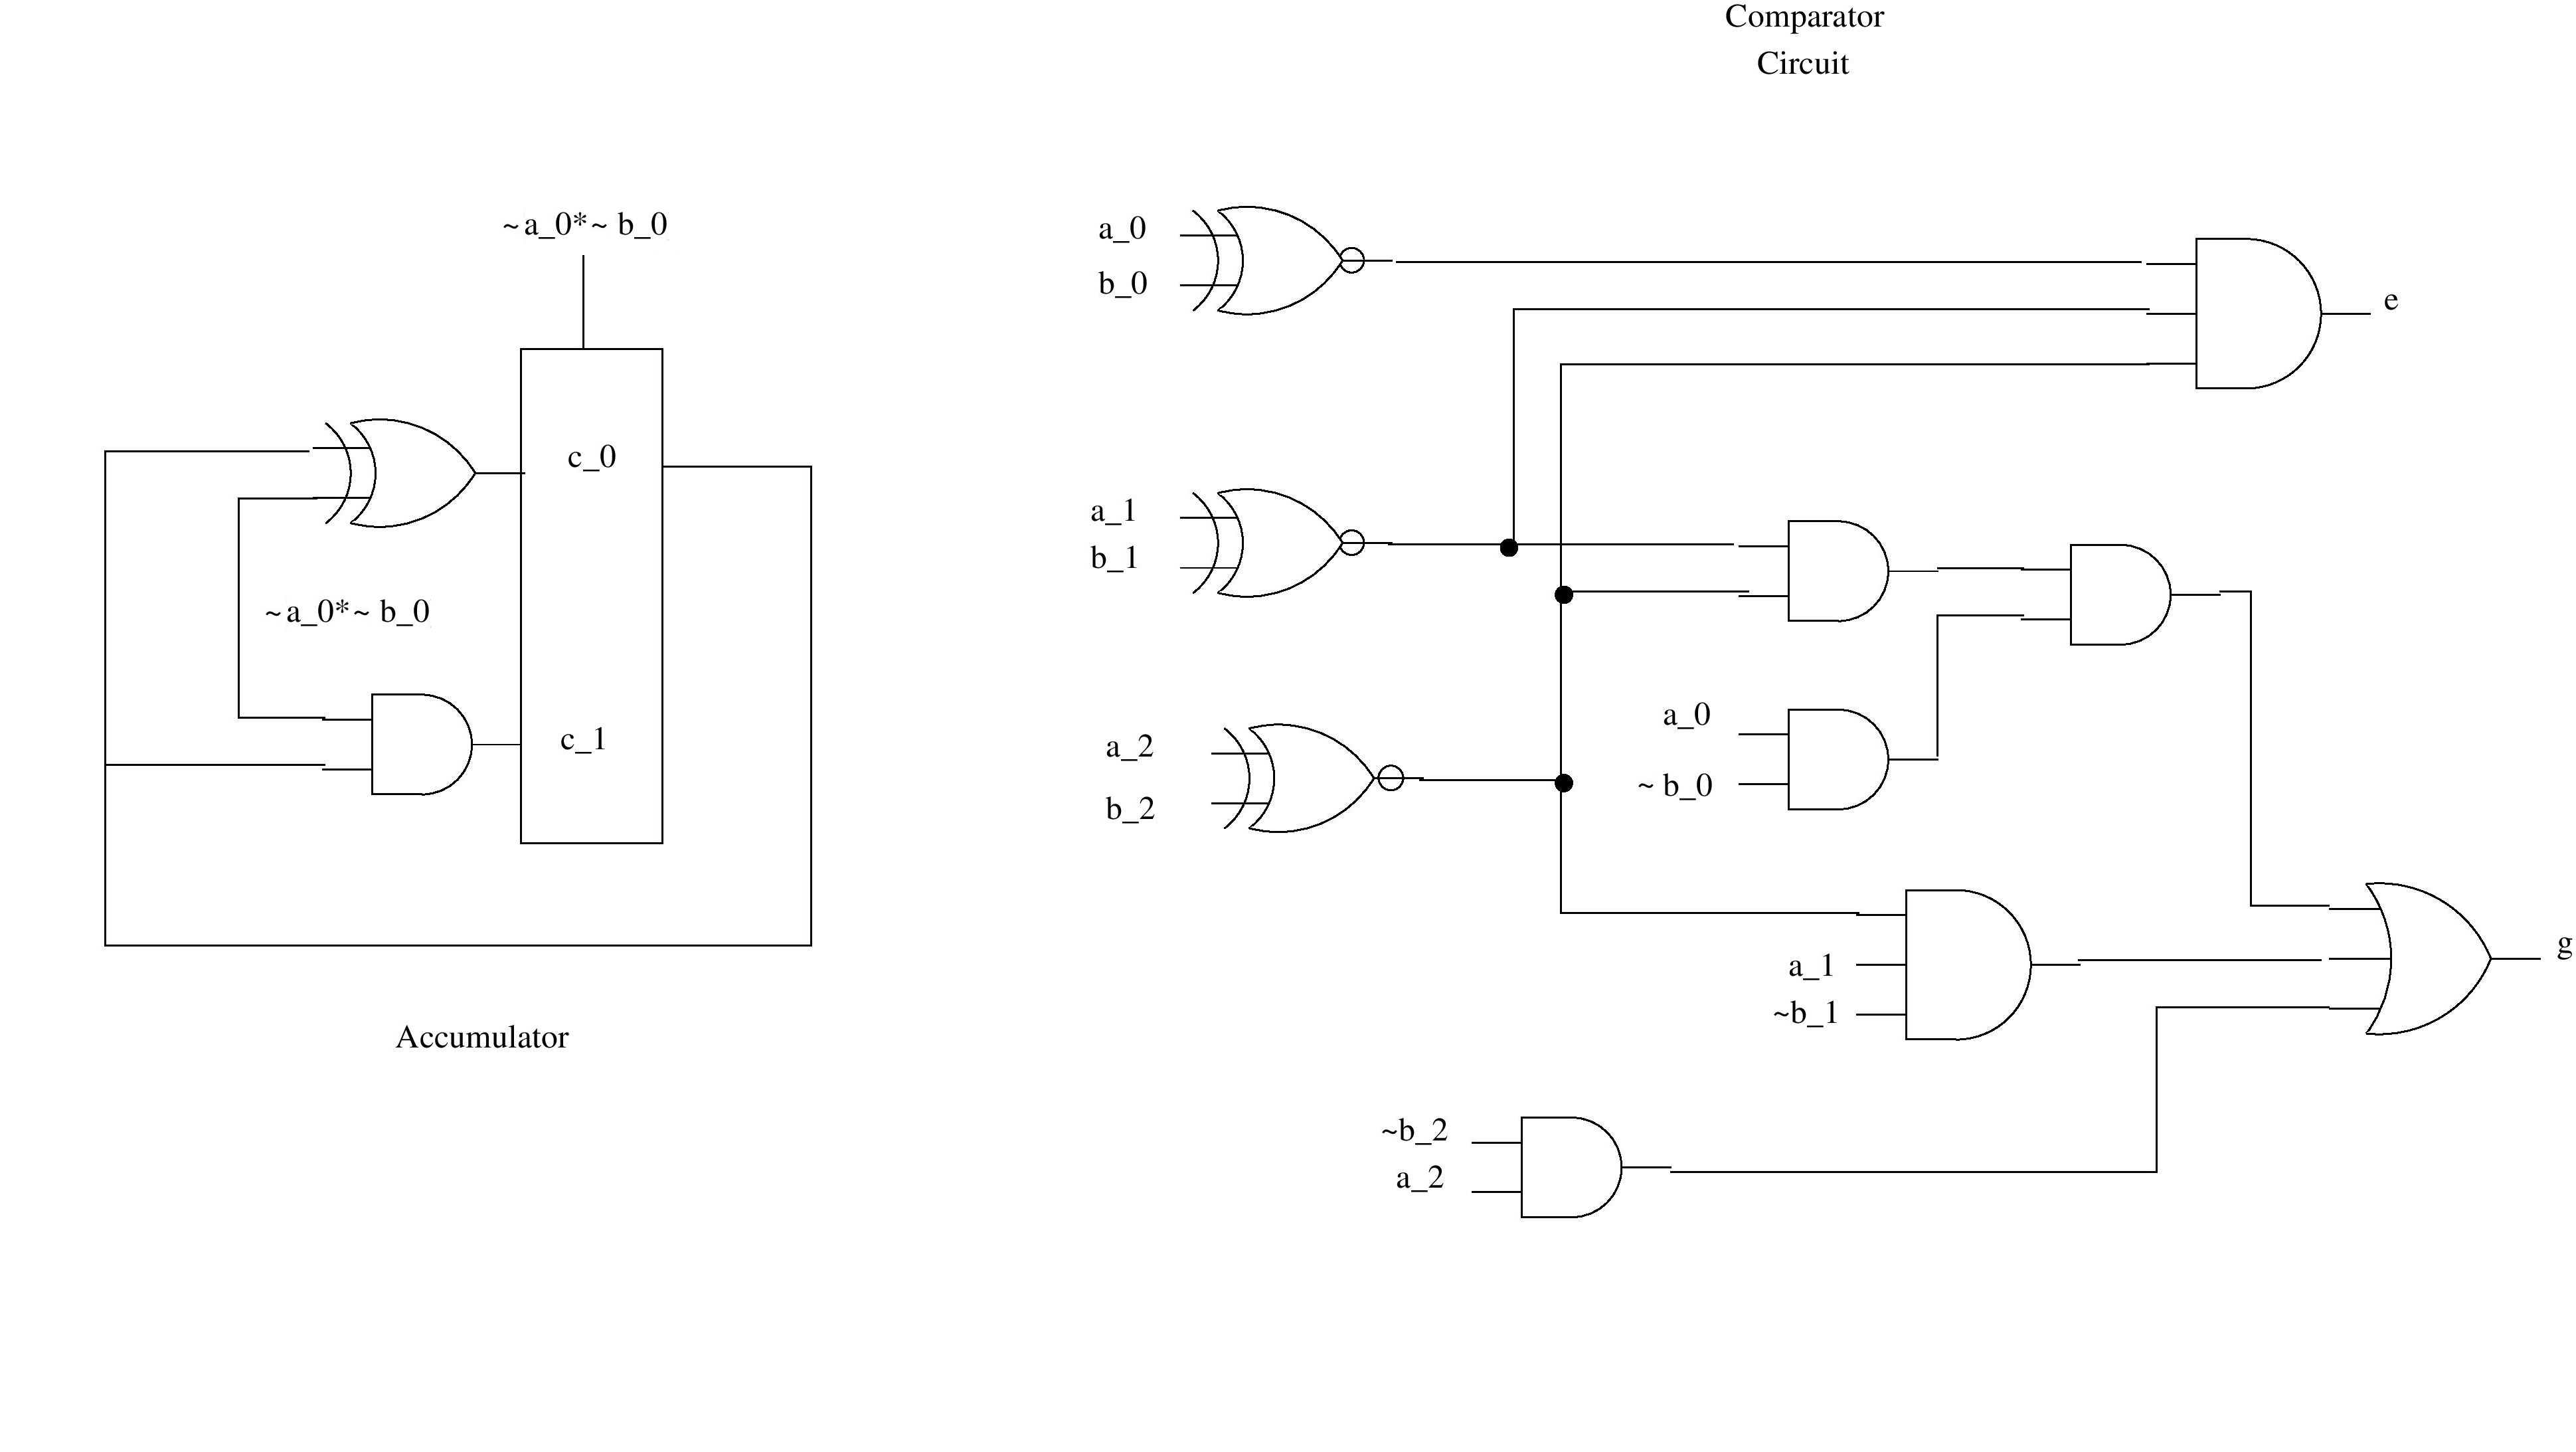 Comparator
Circuit
~a_0*~ b_0
c_0
~a_0*~ b_0
c_1
Accumulator
a_0
b_0
e
a_1
b_1
a_2
b_2
a_0
~ b_0
a_1
~b_1
g
~b_2
a_2